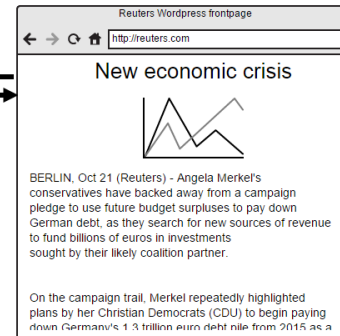 Reuters Wordpress frontpage
http://reuters.com
New economic crisis
BERLIN, Oct 21 (Reuters) - Angela Merkel's
conservatives have backed away from a campaign
pledge to use future budget surpluses to pay down
German debt, as they search for new sources of revenue
to fund billions of euros in investments
sought by their likely coalition partner.
On the campaign trail, Merkel repeatedly highlighted
plans by her Christian Democrats (CDU) to begin paying
down Germany's 1.3 trillion euro debt pile from 2015 as a